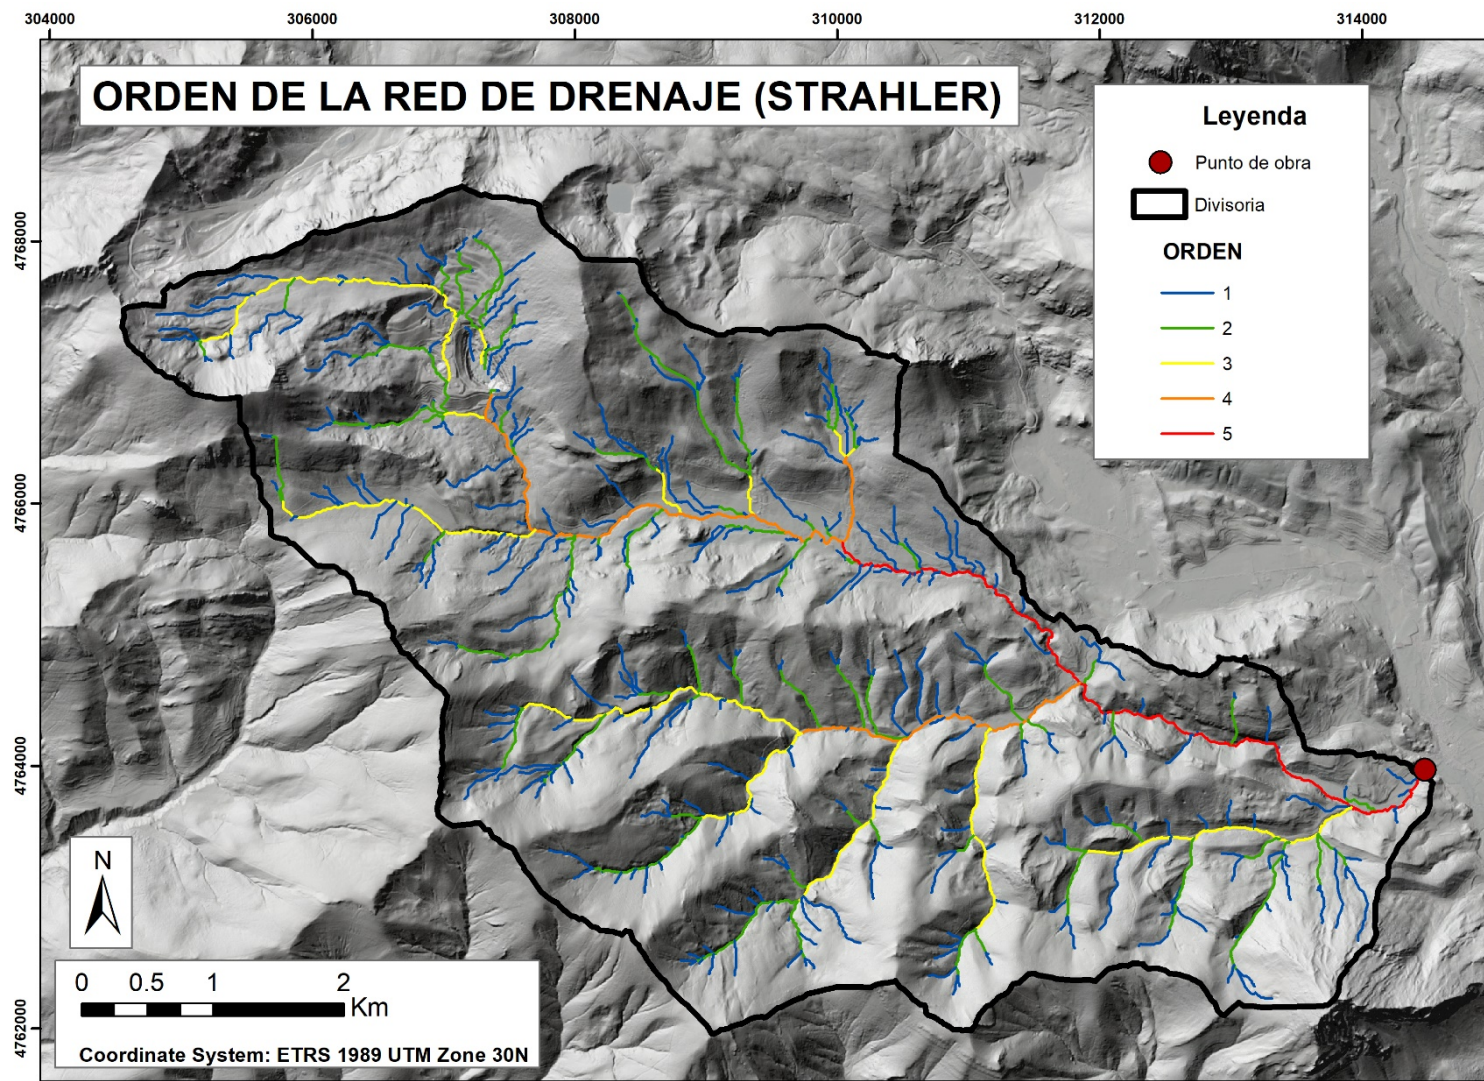 304000 306000 308000 310000 312000 314000
ORDEN DE LA RED DE DRENAJE (STRAHLER)
Leyenda
Punto de obra
Divisoria
ORDEN
1
2
3
4
5
4768000
4766000
4764000
4762000
N
0 0.5 1 2
Km
Coordinate System: ETRS 1989 UTM Zone 30N